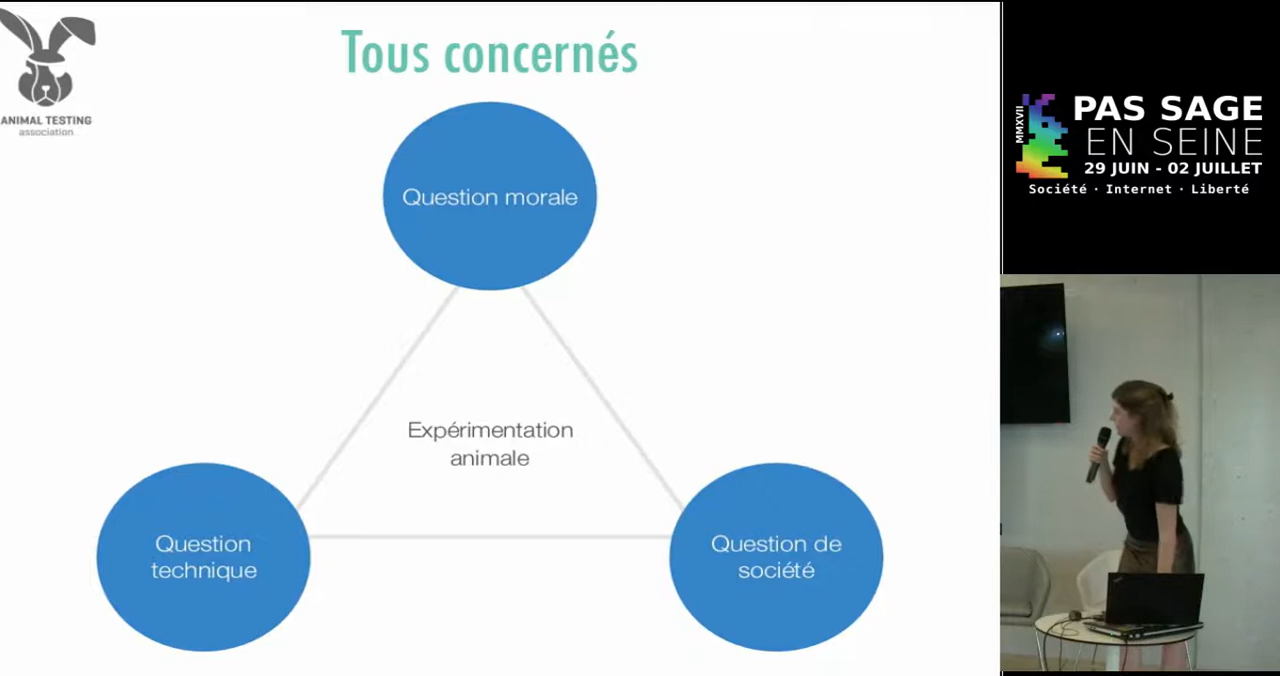 ANIMAL TESTING
association
Tous concernés
Question morale
Expérimentation
animale
Question
technique
Question de
société
MMXVII
PAS SAGE
EN SEINE
29 JUIN - 02 JUILLET
Société · Internet · Liberté